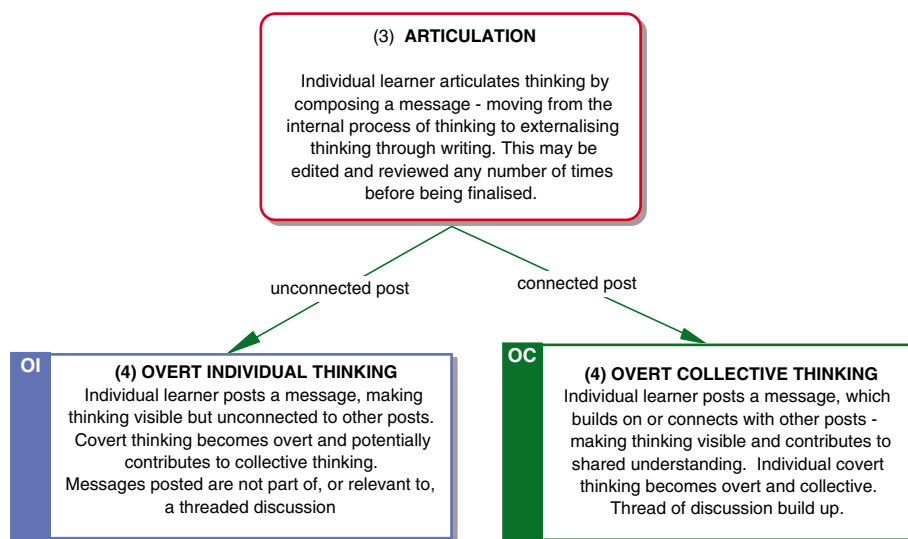 (3) ARTICULATION
Individual learner articulates thinking by
composing a message - moving from the
internal process of thinking to externalising
thinking through writing. This may be
edited and reviewed any number of times
before being finalised.
unconnected post
connected post
OI
(4) OVERT INDIVIDUAL THINKING
Individual learner posts a message, making
thinking visible but unconnected to other posts.
Covert thinking becomes overt and potentially
contributes to collective thinking.
Messages posted are not part of, or relevant to,
a threaded discussion
OC
(4) OVERT COLLECTIVE THINKING
Individual learner posts a message, which
builds on or connects with other posts -
making thinking visible and contributes to
shared understanding. Individual covert
thinking becomes overt and collective.
Thread of discussion build up.